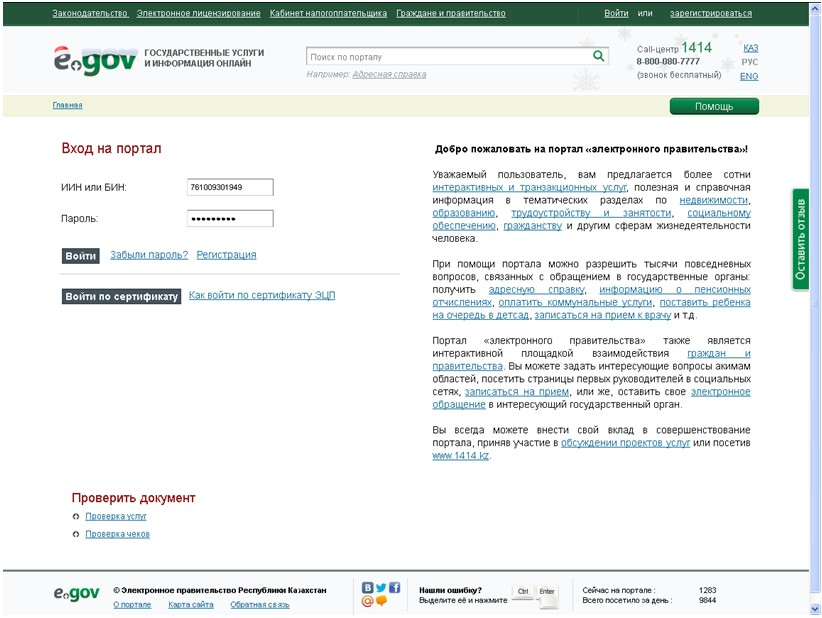 Законодательство Электронное лицензирование Кабинет налогоплательщика Граждане и правительство Войти или зарегистрироваться
e.gov ГОСУДАРСТВЕННЫЕ УСЛУГИ
И ИНФОРМАЦИЯ ОНЛАЙН
Поиск по порталу
Например: Адресная справка
Call-центр 1414
8-800-080-7777
(звонок бесплатный)
ҚАЗ
РУС
ENG
Главная
Помощь
Вход на портал
ИИН или БИН: 761009301949
Пароль: •••••••••
Войти Забыли пароль? Регистрация
Войти по сертификату Как войти по сертификату ЭЦП
Добро пожаловать на портал «электронного правительства»!
Уважаемый пользователь, вам предлагается более сотни
интерактивных и транзакционных услуг, полезная и справочная
информация в тематических разделах по недвижимости,
образованию, трудоустройству и занятости, социальному
обеспечению, гражданству и другим сферам жизнедеятельности
человека.
При помощи портала можно разрешить тысячи повседневных
вопросов, связанных с обращением в государственные органы:
получить адресную справку, информацию о пенсионных
отчислениях, оплатить коммунальные услуги, поставить ребенка
на очередь в детсад, записаться на прием к врачу и т.д.
Портал «электронного правительства» также является
интерактивной площадкой взаимодействия граждан и
правительства. Вы можете задать интересующие вопросы акимам
областей, посетить страницы первых руководителей в социальных
сетях, записаться на прием, или же, оставить свое электронное
обращение в интересующий государственный орган.
Вы всегда можете внести свой вклад в совершенствование
портала, приняв участие в обсуждении проектов услуг или посетив
www.1414.kz.
Оставить отзыв
Проверить документ
Проверка услуг
Проверка чеков
e.gov © Электронное правительство Республики Казахстан
О портале Карта сайта Обратная связь
Нашли ошибку?
Выделите её и нажмите Ctrl Enter
Сейчас на портале : 1283
Всего посетило за день : 9844